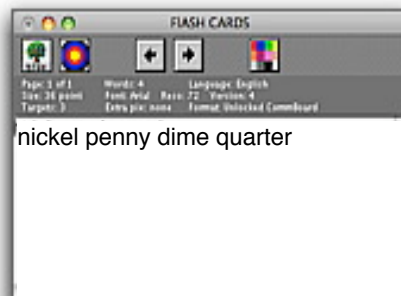 FLASH CARDS
Page: 1 of 1 Words: 4 Language: English
Size: 36 point Font: Arial Race: 72 Version: 4
Targets: 3 Extra pix: none Format: Unlocked CommBoard
nickel penny dime quarter